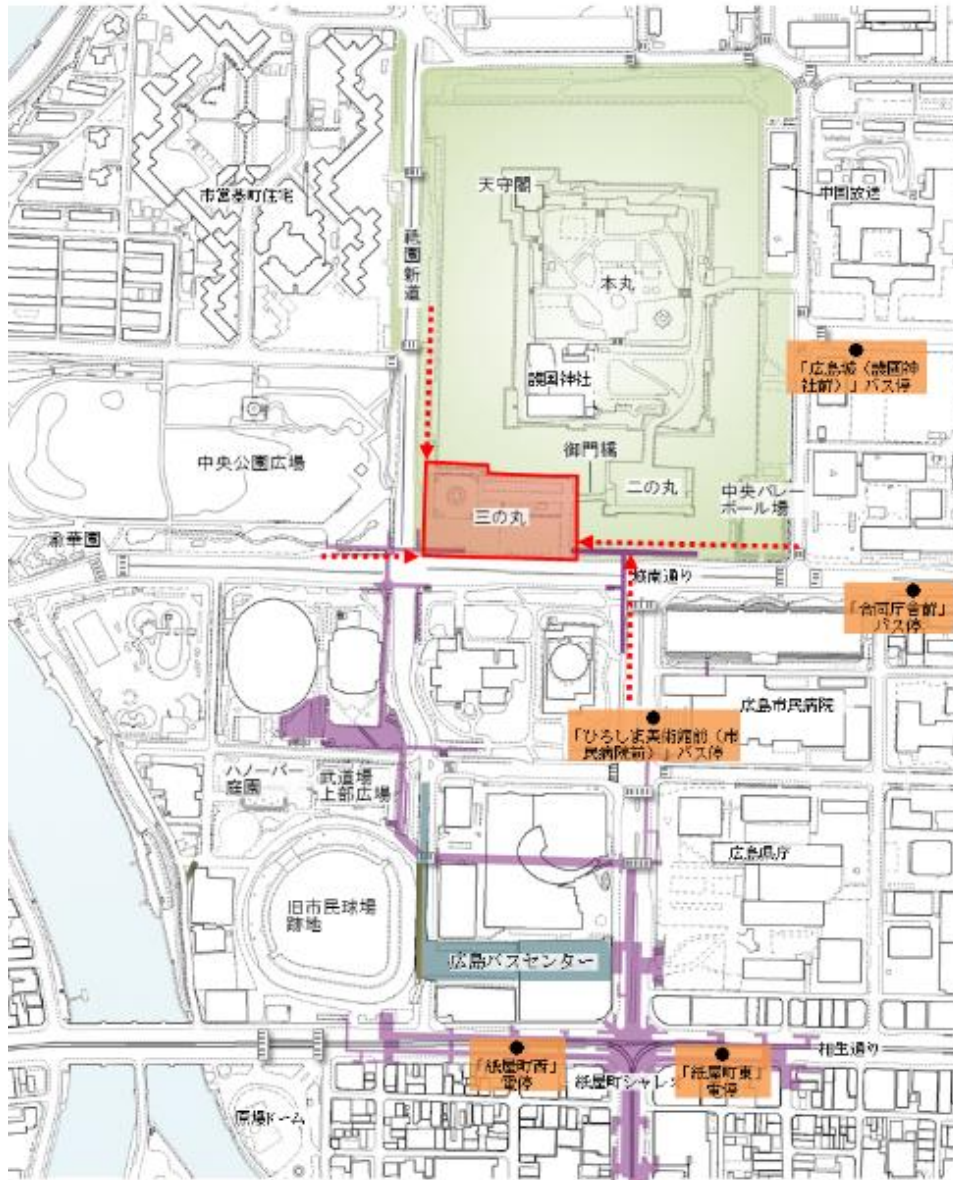 天守閣
中国放送
市営基町住宅
祇園新道
本丸
「広島城（護国神
社前）」バス停
護国神社
御門橋
中央公園広場
二の丸
中央バレー
ボール場
三の丸
渝華園
城南通り
「合同庁舎前」
バス停
広島市民病院
「ひろしま美術館前（市
民病院前）」バス停
ハノーバー
庭園
武道場
上部広場
広島県庁
旧市民球場
跡地
広島バスセンター
相生通り
「紙屋町西」
電停
紙屋町シャレ
「紙屋町東」
電停
原爆ドーム